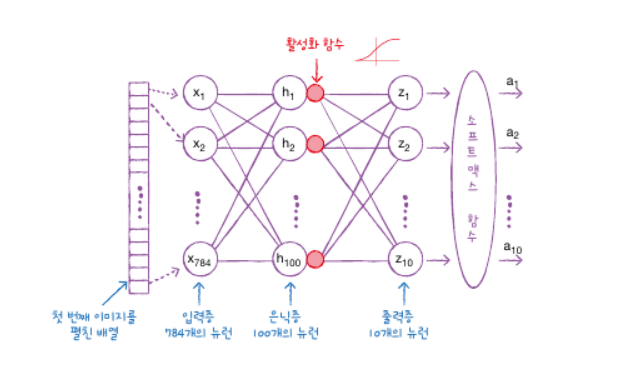 활성화 함수
x1
h1
z1
a1
x2
h2
z2
a2
소프트맥스 함수
x784
h100
z10
a10
첫 번째 이미지를
펼친 배열
입력층
784개의 뉴런
은닉층
100개의 뉴런
출력층
10개의 뉴런